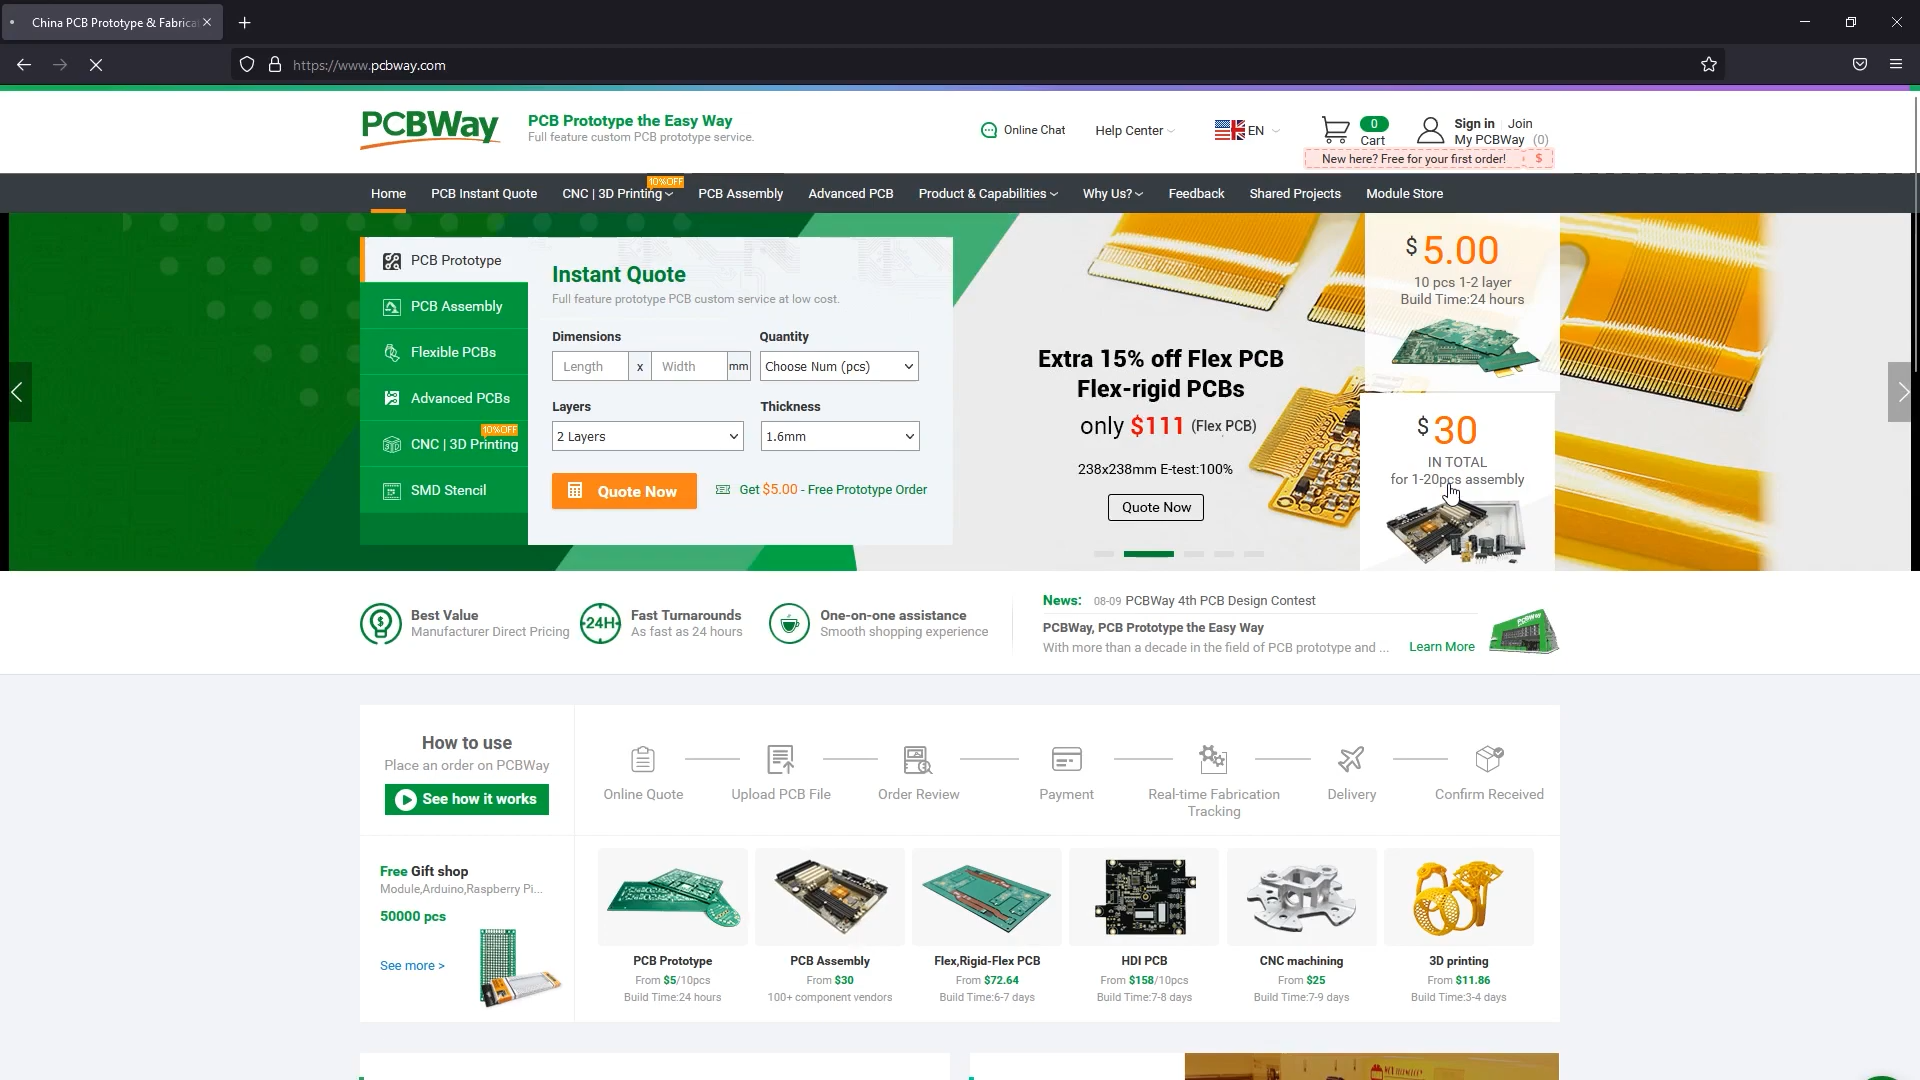 China PCB Prototype & Fabrica
https://www.pcbway.com
PCBWay
PCB Prototype the Easy Way
Full feature custom PCB prototype service.
Online Chat
Help Center
EN
0
Cart
Sign in
Join
My PCBWay (0)
New here? Free for your first order!
$
Home
PCB Instant Quote
CNC | 3D Printing
10%OFF
PCB Assembly
Advanced PCB
Product & Capabilities
Why Us?
Feedback
Shared Projects
Module Store
PCB Prototype
PCB Assembly
Flexible PCBs
Advanced PCBs
10%OFF
CNC | 3D Printing
SMD Stencil
Instant Quote
Full feature prototype PCB custom service at low cost.
Dimensions
Quantity
Length
x
Width
mm
Choose Num (pcs)
Layers
Thickness
2 Layers
1.6mm
Quote Now
Get $5.00 - Free Prototype Order
Extra 15% off Flex PCB
Flex-rigid PCBs
only $111 (Flex PCB)
238x238mm E-test:100%
Quote Now
$ 5.00
10 pcs 1-2 layer
Build Time:24 hours
$ 30
IN TOTAL
for 1-20pcs assembly
Best Value
Manufacturer Direct Pricing
24H
Fast Turnarounds
As fast as 24 hours
One-on-one assistance
Smooth shopping experience
News: 08-09 PCBWay 4th PCB Design Contest
PCBWay, PCB Prototype the Easy Way
With more than a decade in the field of PCB prototype and ...
Learn More
PCBWay
How to use
Place an order on PCBWay
See how it works
Online Quote
Upload PCB File
Order Review
Payment
Real-time Fabrication
Tracking
Delivery
Confirm Received
Free Gift shop
Module,Arduino,Raspberry Pi...
50000 pcs
See more >
PCB Prototype
From $5/10pcs
Build Time:24 hours
PCB Assembly
From $30
100+ component vendors
Flex,Rigid-Flex PCB
From $72.64
Build Time:6-7 days
HDI PCB
From $158/10pcs
Build Time:7-8 days
CNC machining
From $25
Build Time:7-9 days
3D printing
From $11.86
Build Time:3-4 days